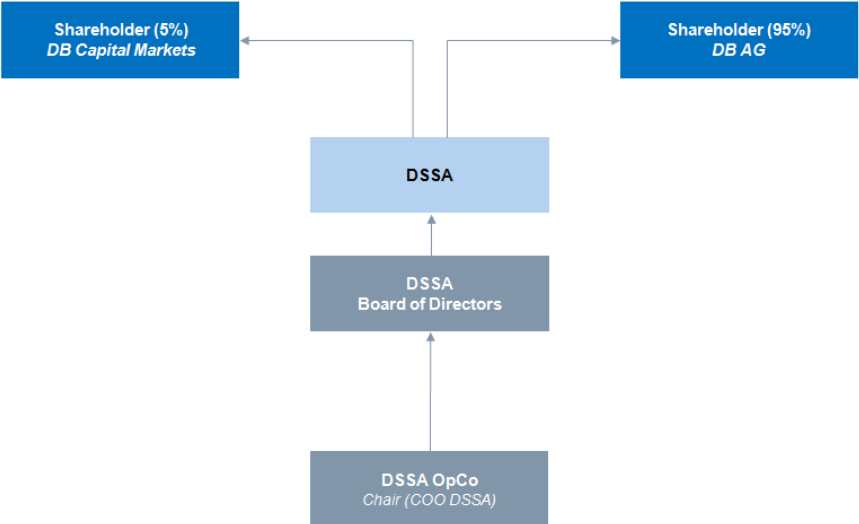 Shareholder (5%)
DB Capital Markets
Shareholder (95%)
DB AG
DSSA
DSSA
Board of Directors
DSSA OpCo
Chair (COO DSSA)